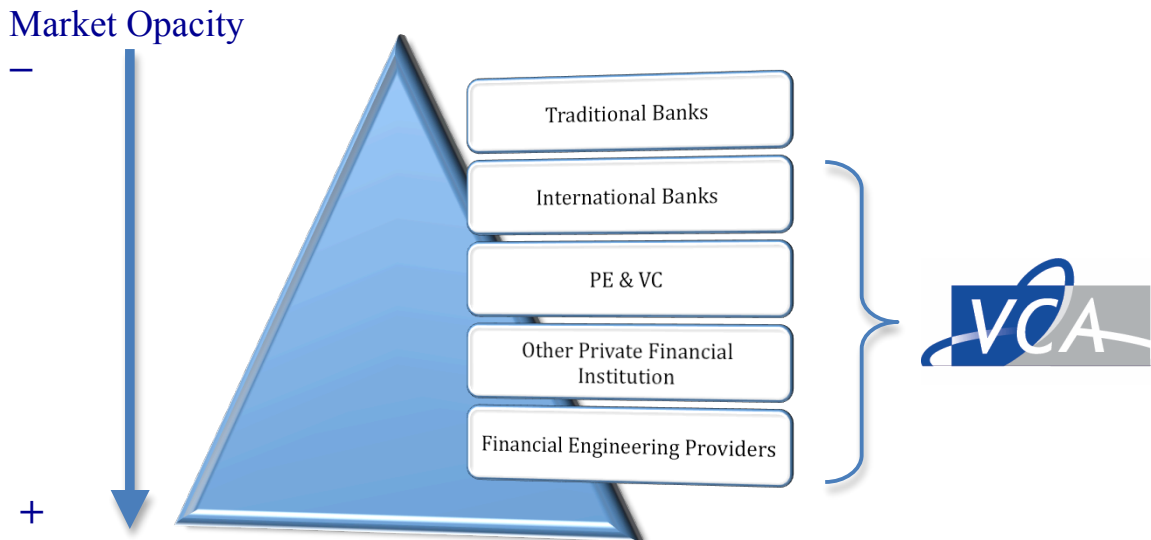 Market Opacity
–
Traditional Banks
International Banks
PE & VC
Other Private Financial
Institution
Financial Engineering Providers
VCA
+